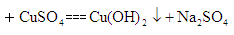 + CuSO₄===Cu(OH)₂↓+Na₂SO₄